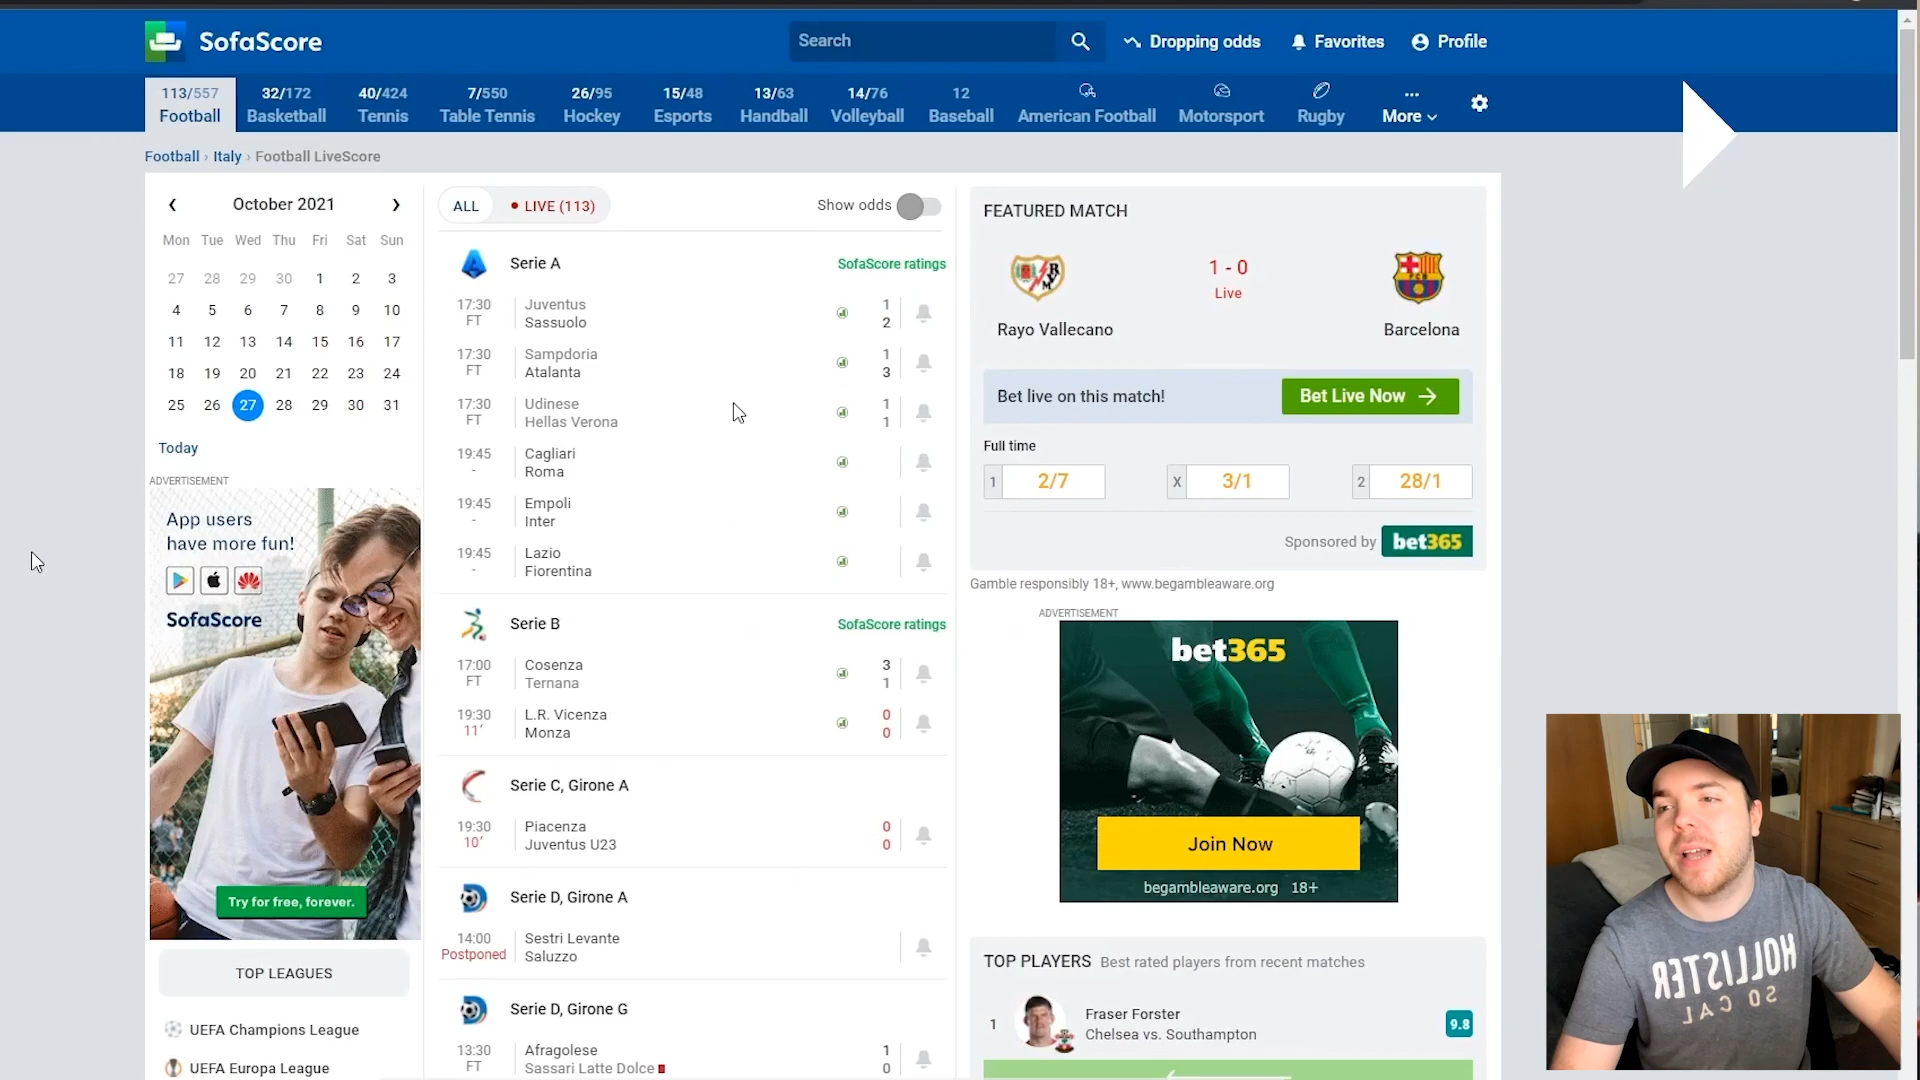 SofaScore
Search
Dropping odds
Favorites
Profile
113/557
Football
32/172
Basketball
40/424
Tennis
7/550
Table Tennis
26/95
Hockey
15/48
Esports
13/63
Handball
14/76
Volleyball
12
Baseball
American Football
Motorsport
Rugby
More
Football › Italy › Football LiveScore
October 2021
Mon Tue Wed Thu Fri Sat Sun
27 28 29 30 1 2 3
4 5 6 7 8 9 10
11 12 13 14 15 16 17
18 19 20 21 22 23 24
25 26 27 28 29 30 31
Today
ADVERTISEMENT
App users
have more fun!
SofaScore
Try for free, forever.
TOP LEAGUES
UEFA Champions League
UEFA Europa League
ALL
LIVE (113)
Show odds
Serie A
SofaScore ratings
17:30 Juventus 1
FT Sassuolo 2
17:30 Sampdoria 1
FT Atalanta 3
17:30 Udinese 1
FT Hellas Verona 1
19:45 Cagliari
- Roma
19:45 Empoli
- Inter
19:45 Lazio
- Fiorentina
Serie B
SofaScore ratings
17:00 Cosenza 3
FT Ternana 1
19:30 L.R. Vicenza 0
11' Monza 0
Serie C, Girone A
19:30 Piacenza 0
10' Juventus U23 0
Serie D, Girone A
14:00 Sestri Levante
Postponed Saluzzo
Serie D, Girone G
13:30 Afragolese 1
FT Sassari Latte Dolce 0
FEATURED MATCH
1 - 0
Live
Rayo Vallecano
Barcelona
Bet live on this match!
Bet Live Now
Full time
1 2/7
X 3/1
2 28/1
Sponsored by bet365
Gamble responsibly 18+, www.begambleaware.org
ADVERTISEMENT
bet365
Join Now
begambleaware.org 18+
TOP PLAYERS Best rated players from recent matches
1
Fraser Forster
Chelsea vs. Southampton
9.8
HOLLISTER
SO CAL